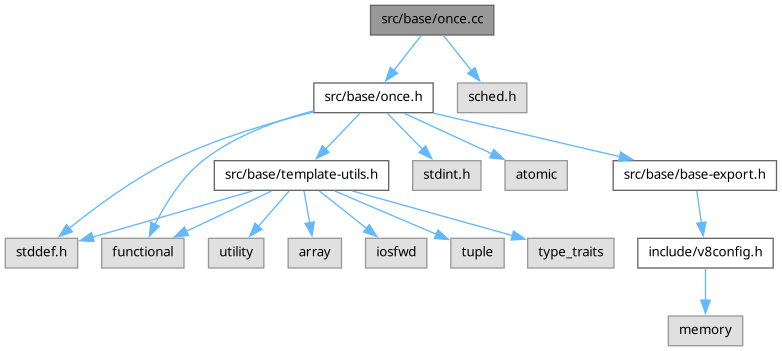 src/base/once.cc
src/base/once.h
sched.h
src/base/template-utils.h
stdint.h
atomic
src/base/base-export.h
stddef.h
functional
utility
array
iosfwd
tuple
type_traits
include/v8config.h
memory